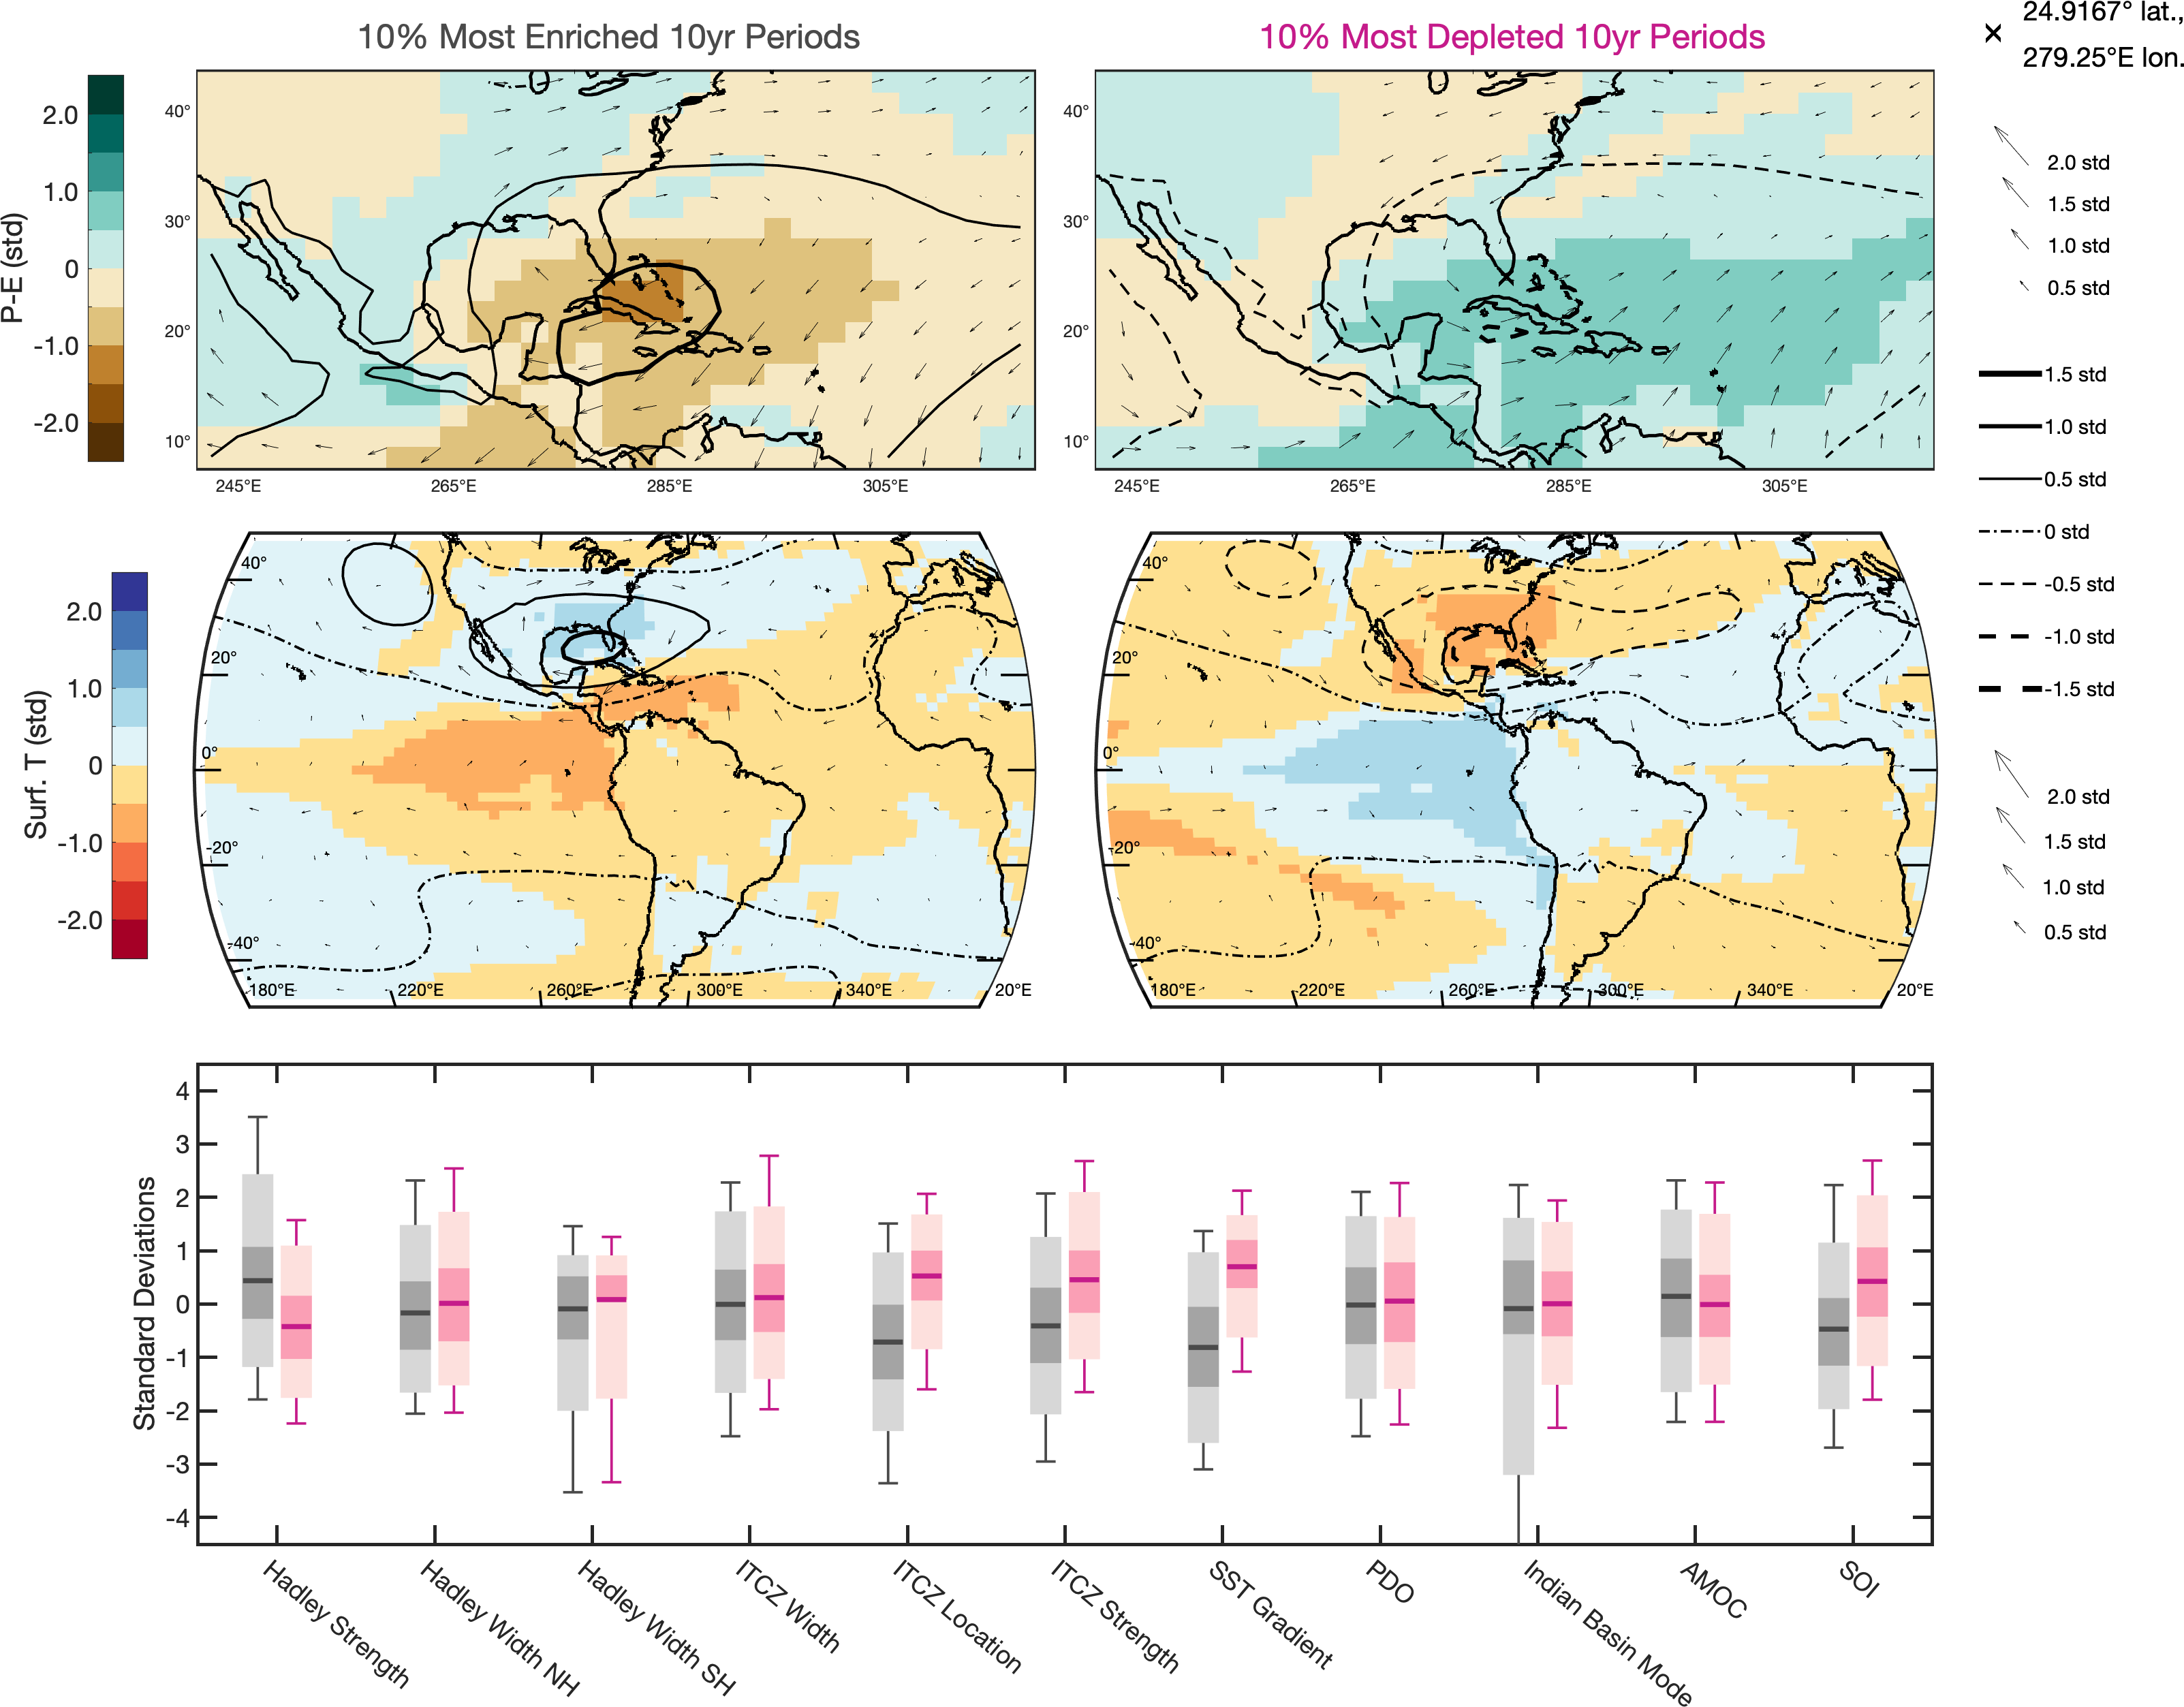 10% Most Enriched 10yr Periods
10% Most Depleted 10yr Periods
24.9167° lat.,
279.25°E lon.
P-E (std)
2.0
1.0
0
-1.0
-2.0
40°
30°
20°
10°
245°E
265°E
285°E
305°E
40°
30°
20°
10°
245°E
265°E
285°E
305°E
2.0 std
1.5 std
1.0 std
0.5 std
1.5 std
1.0 std
0.5 std
0 std
-0.5 std
-1.0 std
-1.5 std
2.0 std
1.5 std
1.0 std
0.5 std
Surf. T (std)
2.0
1.0
0
-1.0
-2.0
40°
20°
0°
-20°
-40°
180°E
220°E
260°E
300°E
340°E
20°E
40°
20°
0°
-20°
-40°
180°E
220°E
260°E
300°E
340°E
20°E
Standard Deviations
4
3
2
1
0
-1
-2
-3
-4
Hadley Strength
Hadley Width NH
Hadley Width SH
ITCZ Width
ITCZ Location
ITCZ Strength
SST Gradient
PDO
Indian Basin Mode
AMOC
SOI